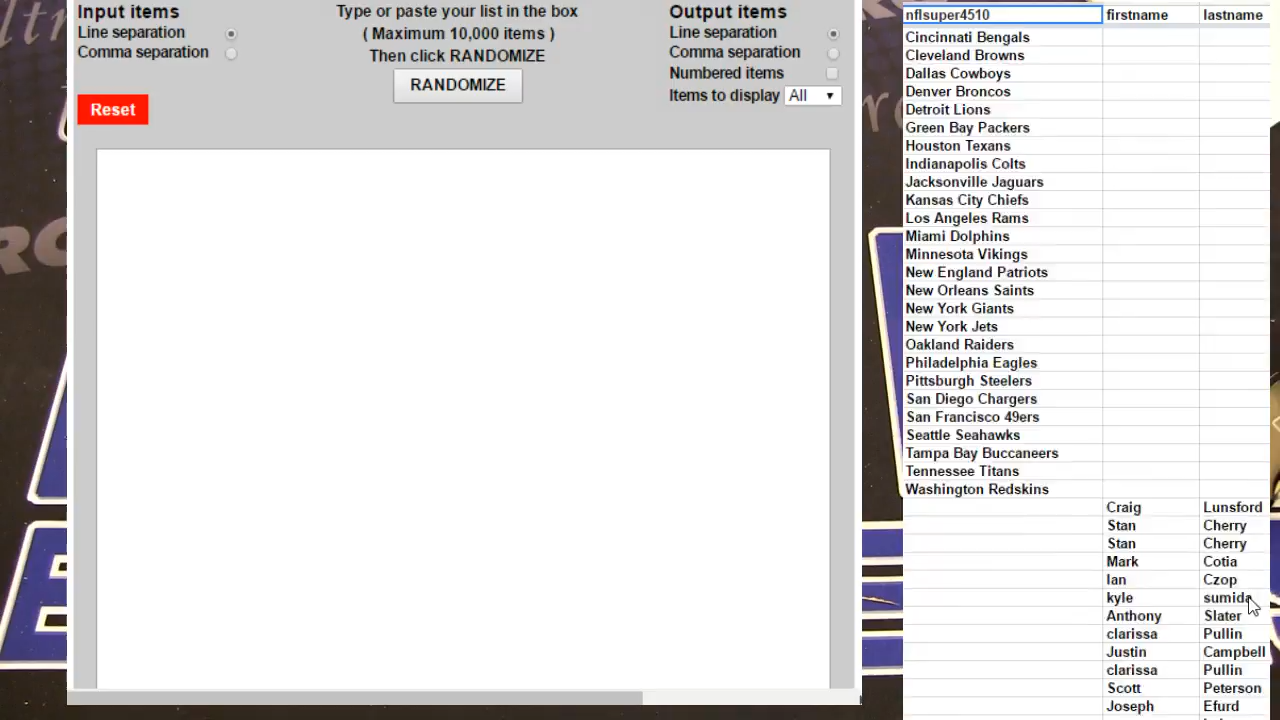 Input items
Line separation
Comma separation
Reset
Type or paste your list in the box
( Maximum 10,000 items )
Then click RANDOMIZE
RANDOMIZE
Output items
Line separation
Comma separation
Numbered items
Items to display All
nflsuper4510 firstname lastname
Cincinnati Bengals
Cleveland Browns
Dallas Cowboys
Denver Broncos
Detroit Lions
Green Bay Packers
Houston Texans
Indianapolis Colts
Jacksonville Jaguars
Kansas City Chiefs
Los Angeles Rams
Miami Dolphins
Minnesota Vikings
New England Patriots
New Orleans Saints
New York Giants
New York Jets
Oakland Raiders
Philadelphia Eagles
Pittsburgh Steelers
San Diego Chargers
San Francisco 49ers
Seattle Seahawks
Tampa Bay Buccaneers
Tennessee Titans
Washington Redskins
Craig Lunsford
Stan Cherry
Stan Cherry
Mark Cotia
Ian Czop
kyle sumida
Anthony Slater
clarissa Pullin
Justin Campbell
clarissa Pullin
Scott Peterson
Joseph Efurd